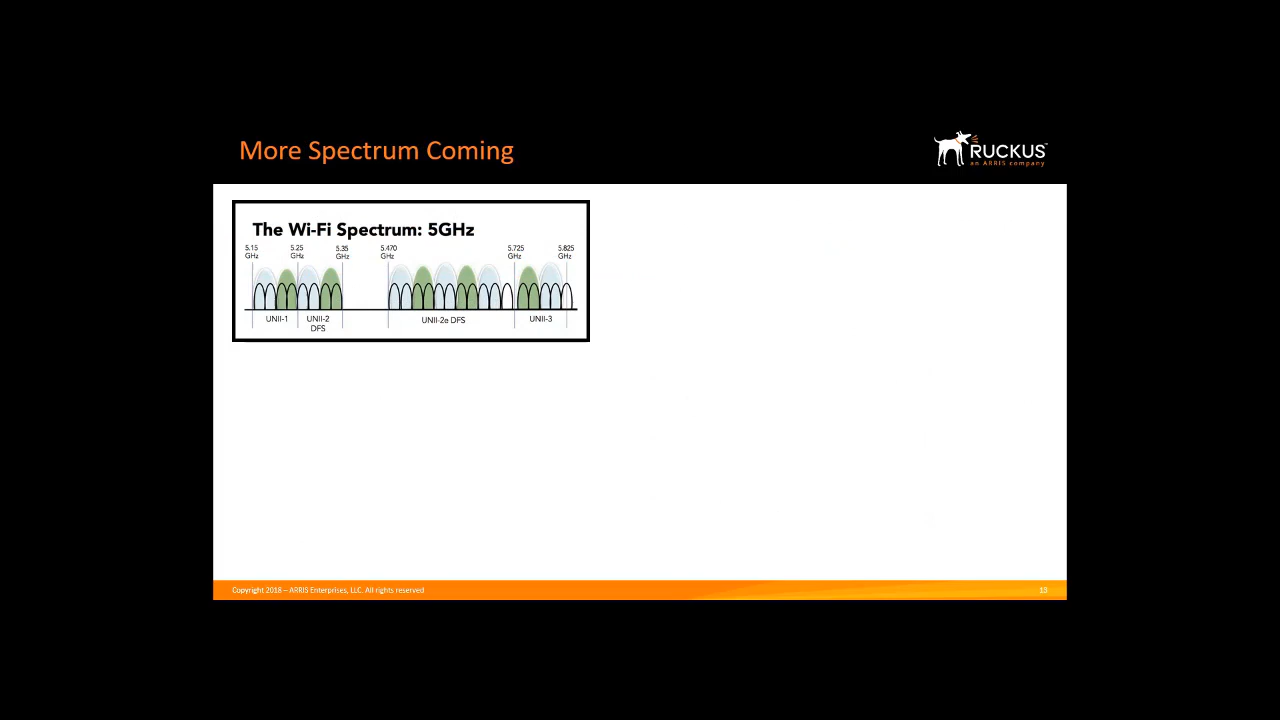 More Spectrum Coming
RUCKUS™
an ARRIS company
The Wi-Fi Spectrum: 5GHz
5.15 5.25 5.35 5.470 5.725 5.825
GHz GHz GHz GHz GHz GHz
UNII-1 UNII-2 UNII-2e DFS UNII-3
DFS
Copyright 2018 – ARRIS Enterprises, LLC. All rights reserved
13